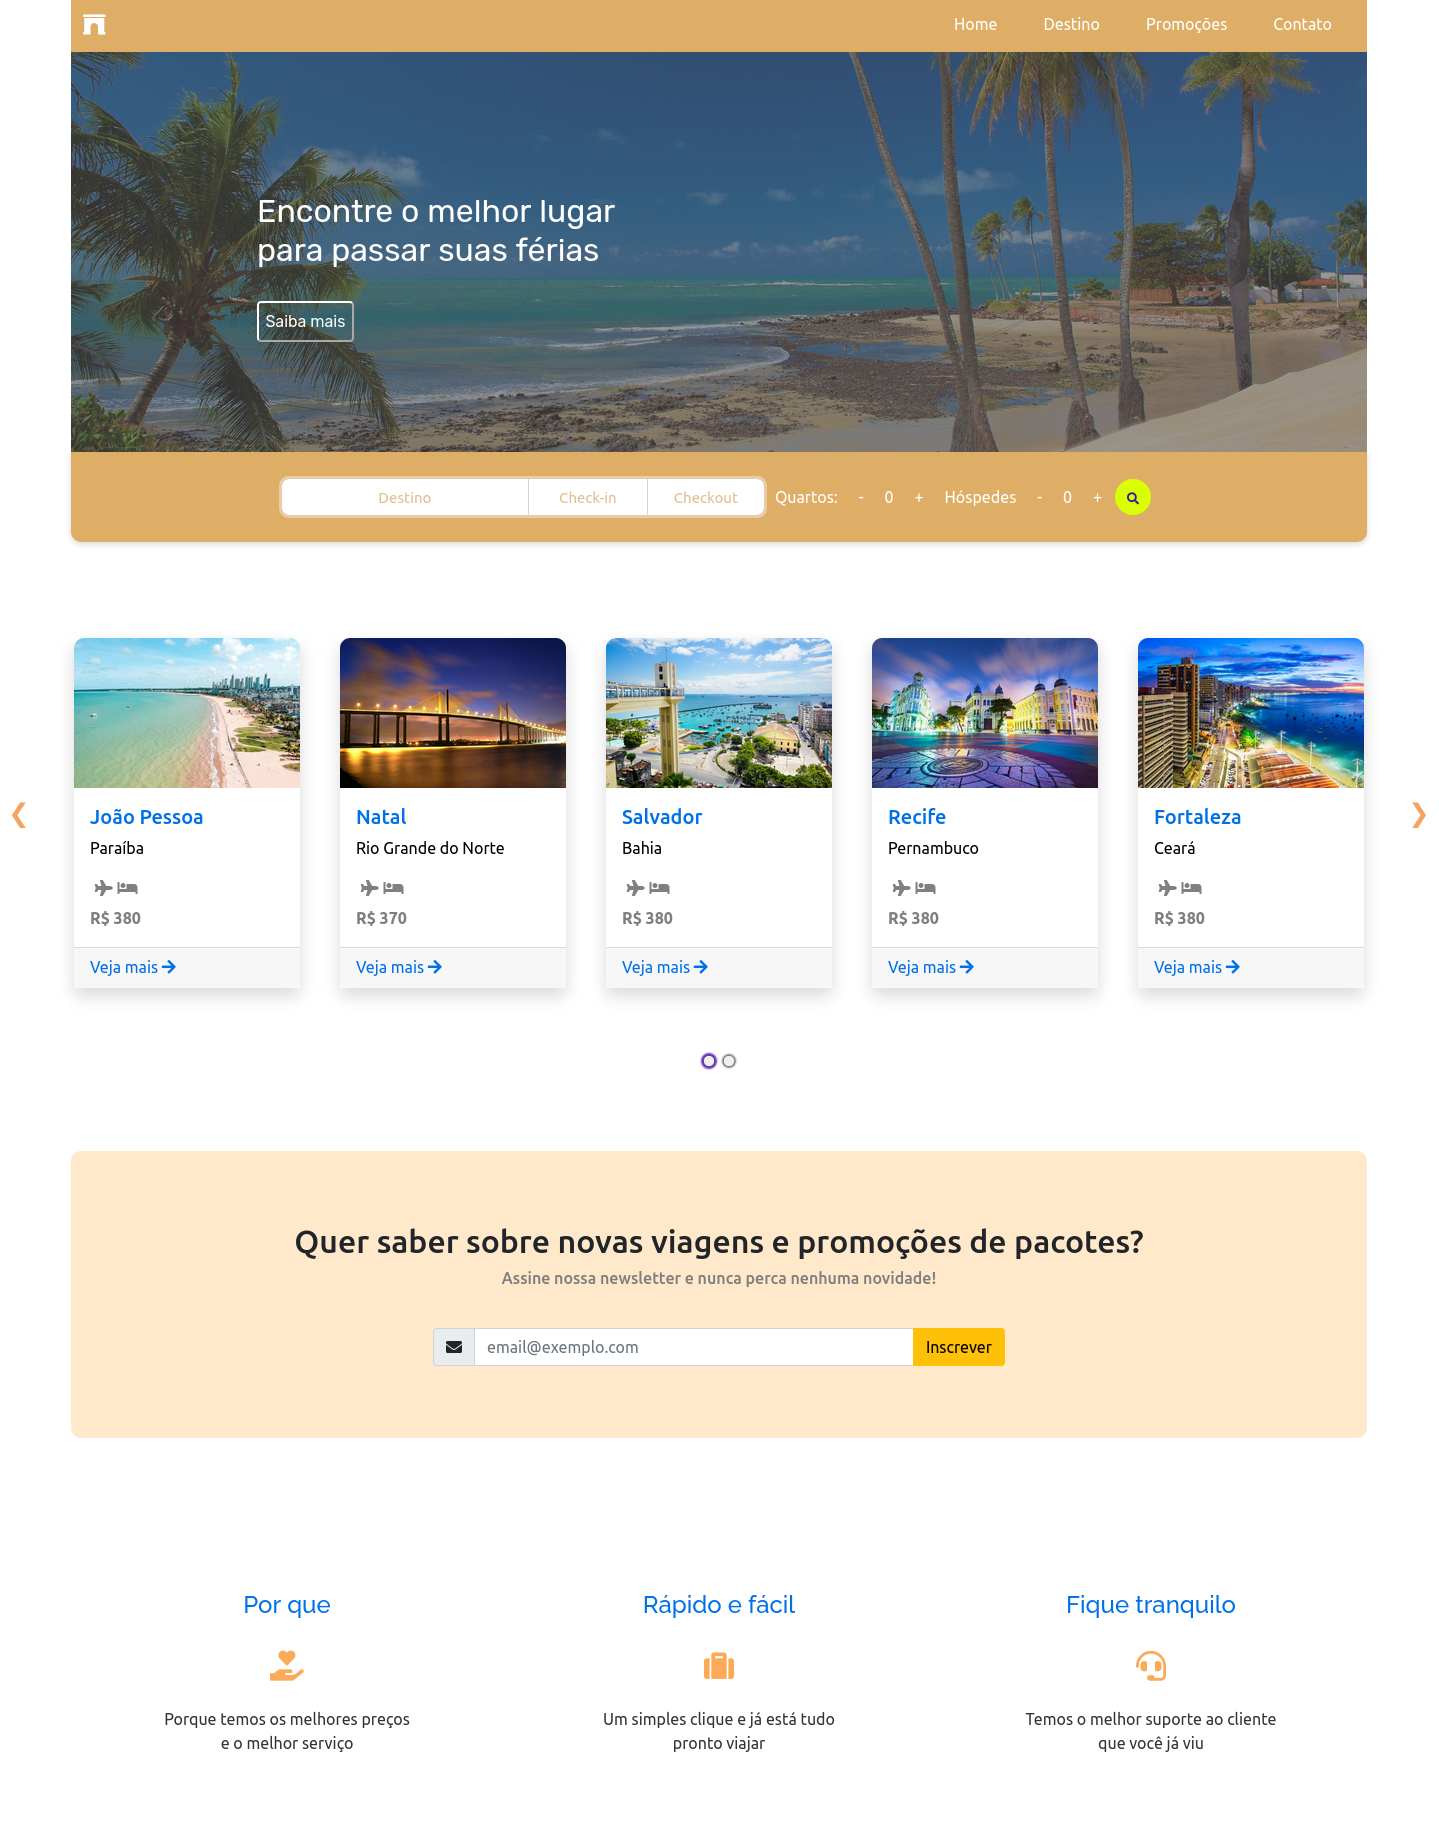 Home Destino Promoções Contato
Encontre o melhor lugar
para passar suas férias
Saiba mais
Destino Check-in Checkout Quartos: - 0 + Hóspedes - 0 +
João Pessoa
Paraíba
R$ 380
Veja mais
Natal
Rio Grande do Norte
R$ 370
Veja mais
Salvador
Bahia
R$ 380
Veja mais
Recife
Pernambuco
R$ 380
Veja mais
Fortaleza
Ceará
R$ 380
Veja mais
Quer saber sobre novas viagens e promoções de pacotes?
Assine nossa newsletter e nunca perca nenhuma novidade!
email@exemplo.com Inscrever
Por que
Porque temos os melhores preços
e o melhor serviço
Rápido e fácil
Um simples clique e já está tudo
pronto viajar
Fique tranquilo
Temos o melhor suporte ao cliente
que você já viu